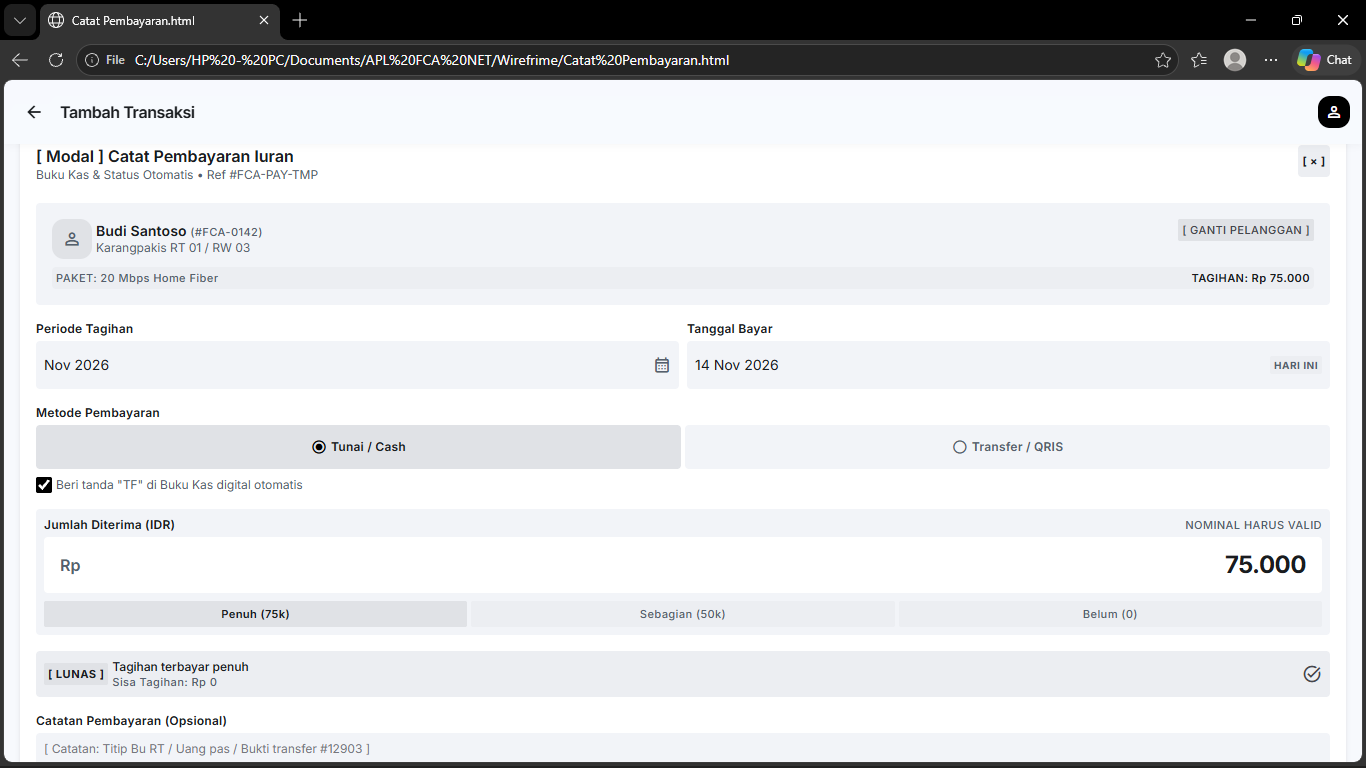 Catat Pembayaran.html
File C:/Users/HP%20-%20PC/Documents/APL%20FCA%20NET/Wirefrime/Catat%20Pembayaran.html
Chat
Tambah Transaksi
[ Modal ] Catat Pembayaran Iuran
[ × ]
Buku Kas & Status Otomatis • Ref #FCA-PAY-TMP
Budi Santoso (#FCA-0142)
[ GANTI PELANGGAN ]
Karangpakis RT 01 / RW 03
PAKET: 20 Mbps Home Fiber
TAGIHAN: Rp 75.000
Periode Tagihan
Tanggal Bayar
Nov 2026
14 Nov 2026
HARI INI
Metode Pembayaran
Tunai / Cash
Transfer / QRIS
Beri tanda "TF" di Buku Kas digital otomatis
Jumlah Diterima (IDR)
NOMINAL HARUS VALID
Rp
75.000
Penuh (75k)
Sebagian (50k)
Belum (0)
[ LUNAS ]
Tagihan terbayar penuh
Sisa Tagihan: Rp 0
Catatan Pembayaran (Opsional)
[ Catatan: Titip Bu RT / Uang pas / Bukti transfer #12903 ]